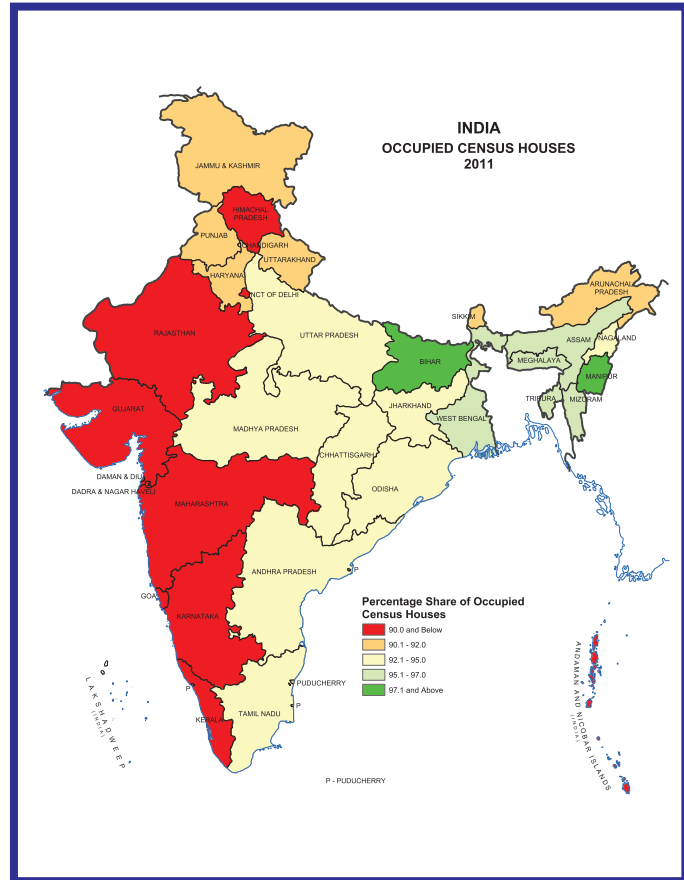 INDIA
OCCUPIED CENSUS HOUSES
2011
JAMMU & KASHMIR
HIMACHAL
PRADESH
PUNJAB
CHANDIGARH
UTTARAKHAND
HARYANA
NCT OF DELHI
ARUNACHAL
PRADESH
SIKKIM
RAJASTHAN
UTTAR PRADESH
ASSAM
NAGALAND
BIHAR
MEGHALAYA
MANIPUR
TRIPURA
MIZORAM
GUJARAT
JHARKHAND
WEST BENGAL
MADHYA PRADESH
CHHATTISGARH
DAMAN & DIU
DADRA & NAGAR HAVELI
ODISHA
MAHARASHTRA
ANDHRA PRADESH
P
GOA
KARNATAKA
Percentage Share of Occupied
Census Houses
90.0 and Below
90.1 - 92.0
92.1 - 95.0
95.1 - 97.0
97.1 and Above
LAKSHADWEEP
(INDIA)
P
PUDUCHERRY
P
KERALA
TAMIL NADU
ANDAMAN AND NICOBAR ISLANDS
(INDIA)
P - PUDUCHERRY